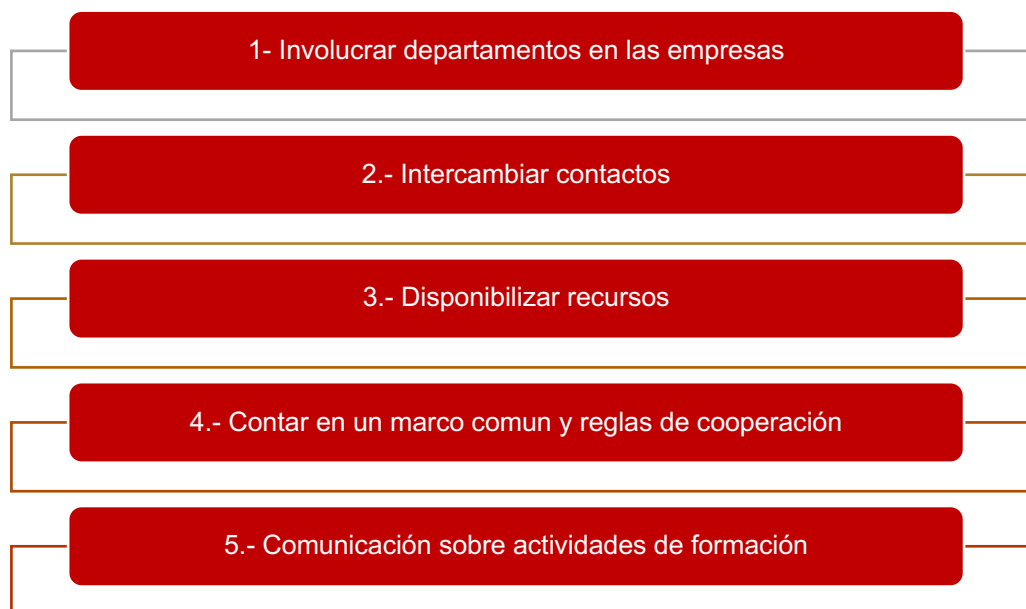 1- Involucrar departamentos en las empresas
2.- Intercambiar contactos
3.- Disponibilizar recursos
4.- Contar en un marco comun y reglas de cooperación
5.- Comunicación sobre actividades de formación